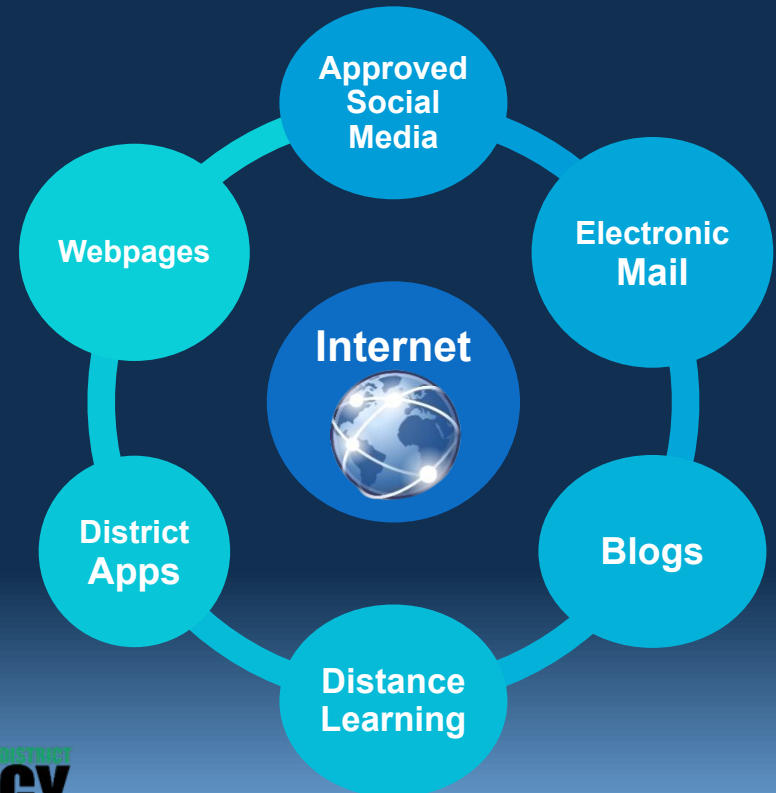 Approved
Social
Media
Electronic
Mail
Blogs
Distance
Learning
District
Apps
Webpages
Internet